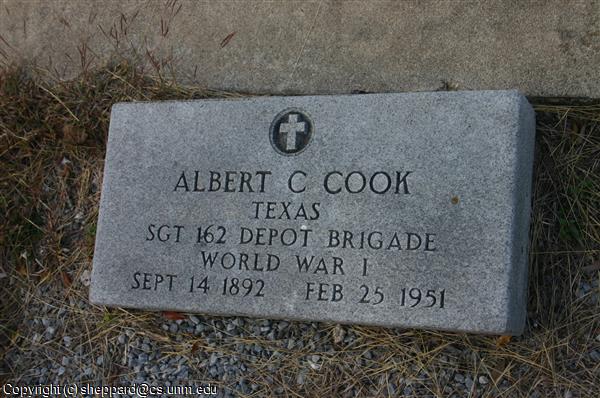 ALBERT C COOK
TEXAS
SGT 162 DEPOT BRIGADE
WORLD WAR I
SEPT 14 1892 FEB 25 1951
Copyright (c) sheppard@cs.unm.edu